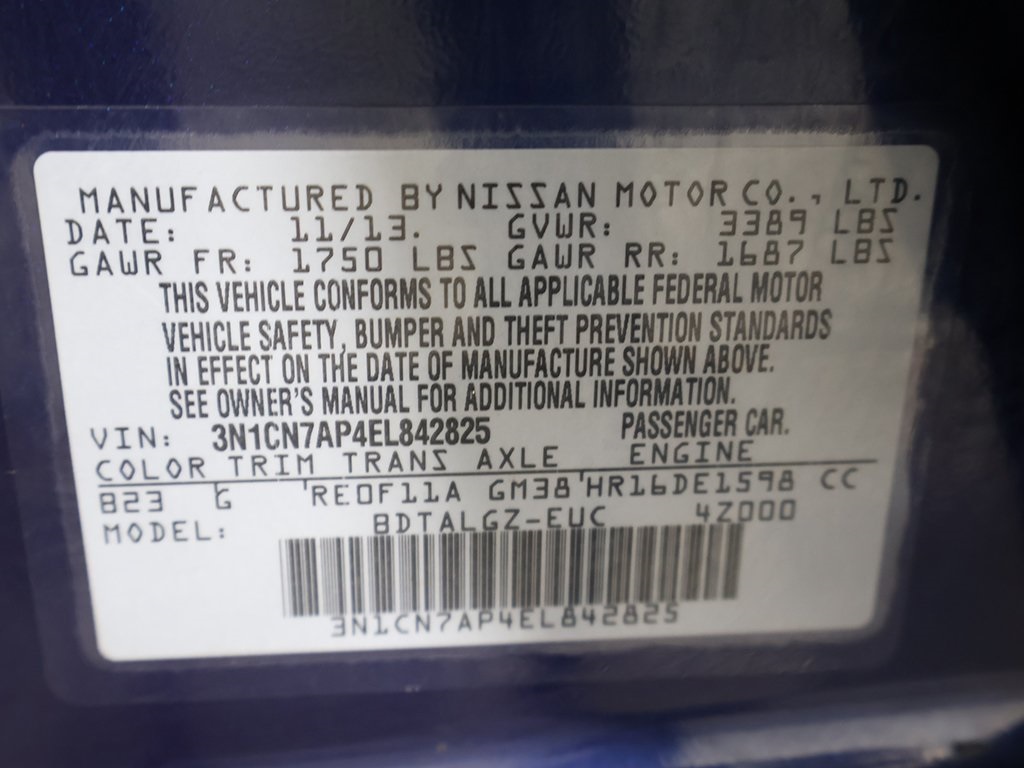 MANUFACTURED BY NISSAN MOTOR CO., LTD.
DATE: 11/13. GVWR: 3389 LBS
GAWR FR: 1750 LBS GAWR RR: 1687 LBS
THIS VEHICLE CONFORMS TO ALL APPLICABLE FEDERAL MOTOR
VEHICLE SAFETY, BUMPER AND THEFT PREVENTION STANDARDS
IN EFFECT ON THE DATE OF MANUFACTURE SHOWN ABOVE.
SEE OWNER'S MANUAL FOR ADDITIONAL INFORMATION.
VIN: 3N1CN7AP4EL842825 PASSENGER CAR.
COLOR TRIM TRANS AXLE ENGINE
B23 G RE0F11A GM38 HR16DE1598 CC
MODEL: BDTALGZ-EUC 4Z000
3N1CN7AP4EL842825